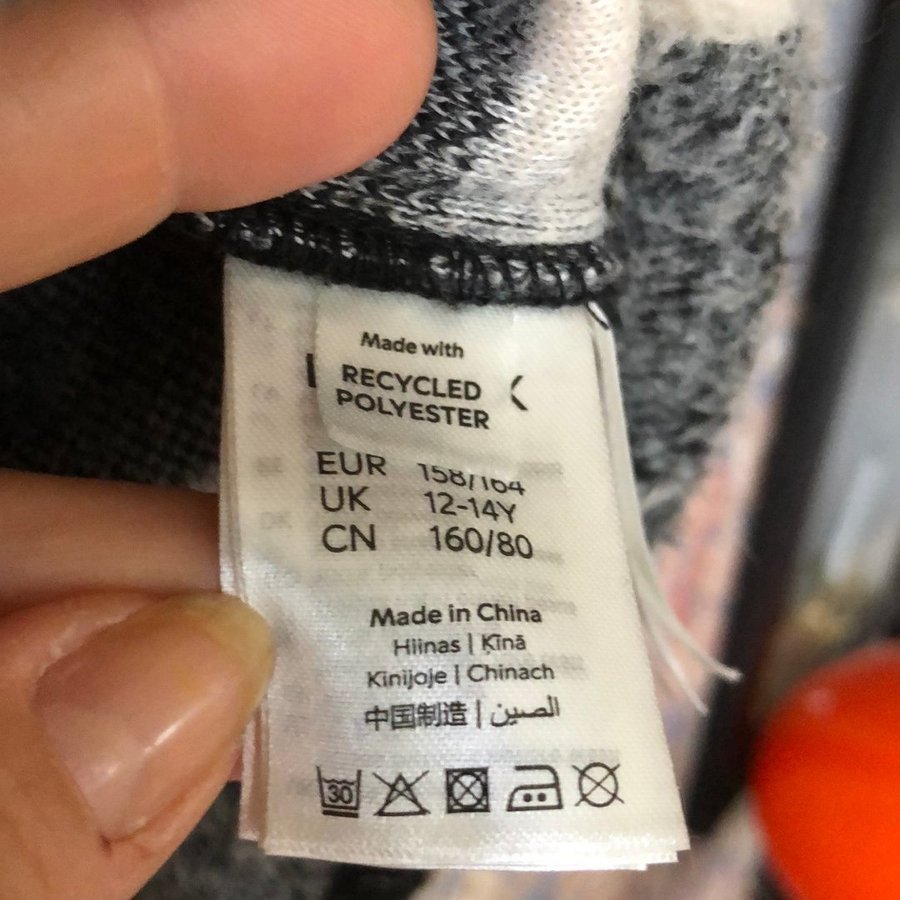 Made with
RECYCLED
POLYESTER
EUR 158/164
UK 12-14Y
CN 160/80
Made in China
Hiinas | Ķīnā
Kinijoje | Chinach
中国制造 | الصين
30